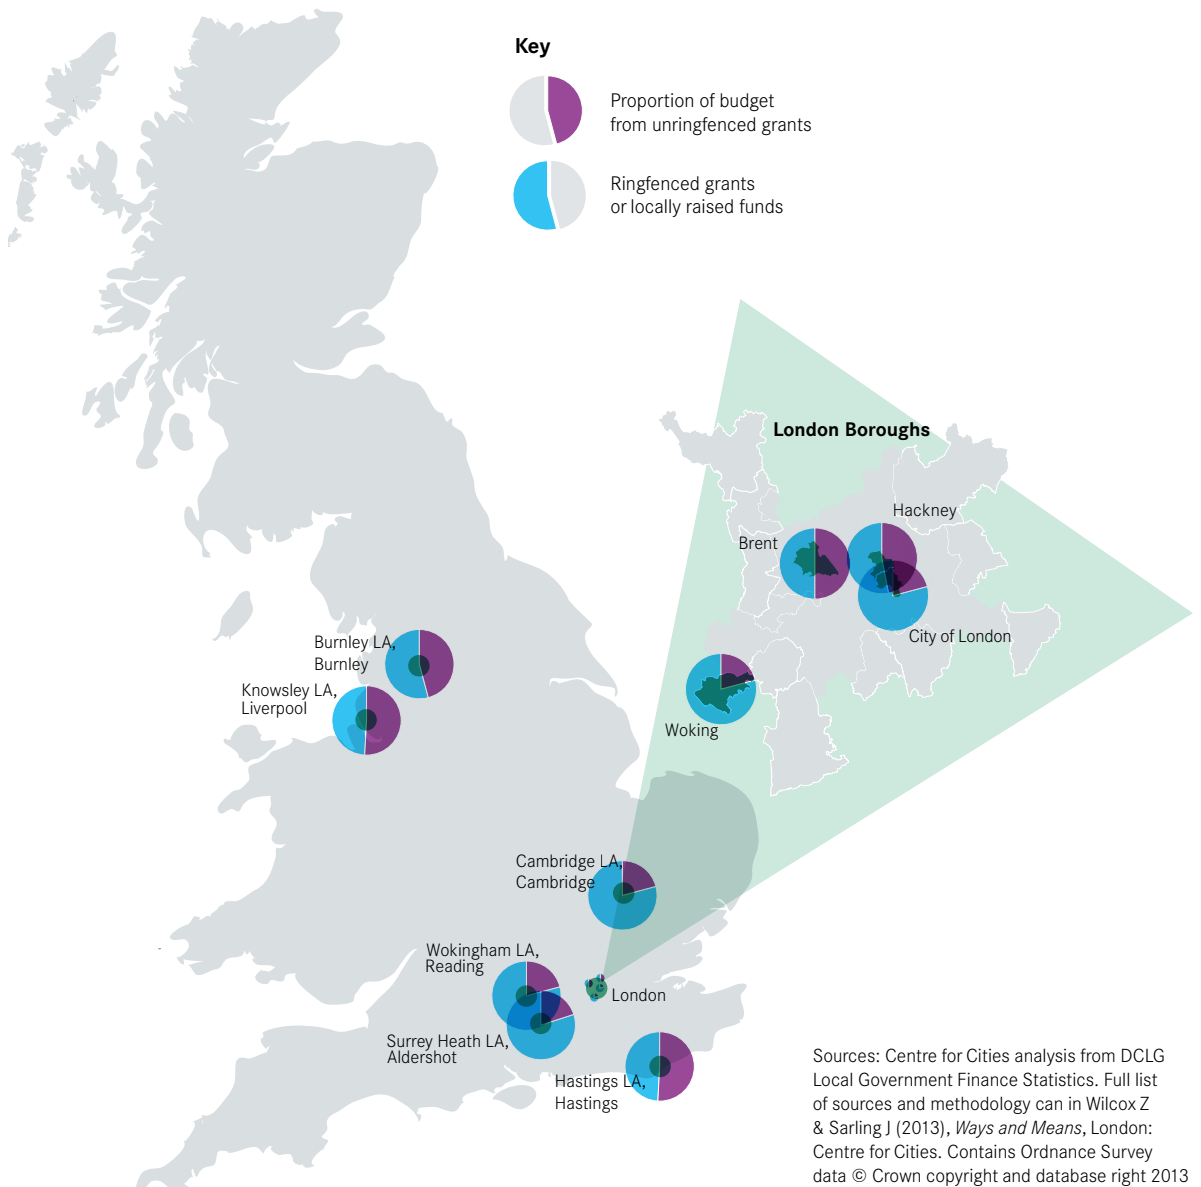 Key
Proportion of budget
from unringfenced grants
Ringfenced grants
or locally raised funds
London Boroughs
Hackney
Brent
City of London
Woking
Burnley LA,
Burnley
Knowsley LA,
Liverpool
Cambridge LA,
Cambridge
Wokingham LA,
Reading
London
Surrey Heath LA,
Aldershot
Hastings LA,
Hastings
Sources: Centre for Cities analysis from DCLG
Local Government Finance Statistics. Full list
of sources and methodology can in Wilcox Z
& Sarling J (2013), Ways and Means, London:
Centre for Cities. Contains Ordnance Survey
data © Crown copyright and database right 2013